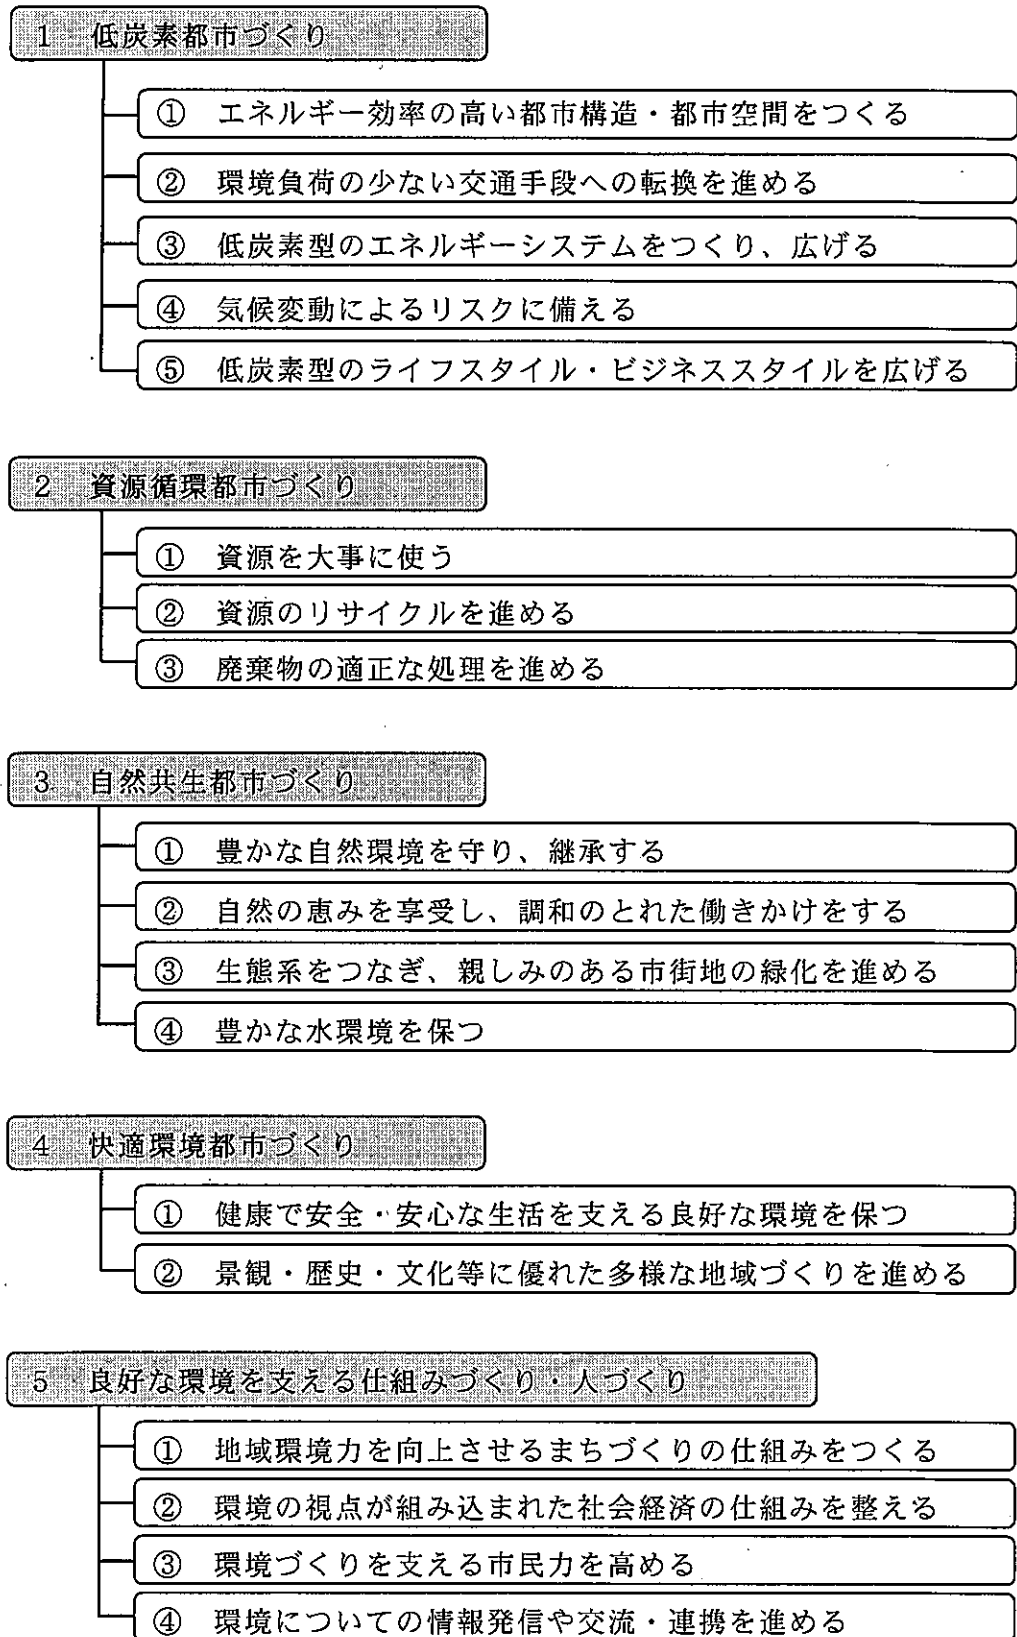 1 低炭素都市づくり
① エネルギー効率の高い都市構造・都市空間をつくる
② 環境負荷の少ない交通手段への転換を進める
③ 低炭素型のエネルギーシステムをつくり、広げる
④ 気候変動によるリスクに備える
⑤ 低炭素型のライフスタイル・ビジネススタイルを広げる
2 資源循環都市づくり
① 資源を大事に使う
② 資源のリサイクルを進める
③ 廃棄物の適正な処理を進める
3 自然共生都市づくり
① 豊かな自然環境を守り、継承する
② 自然の恵みを享受し、調和のとれた働きかけをする
③ 生態系をつなぎ、親しみのある市街地の緑化を進める
④ 豊かな水環境を保つ
4 快適環境都市づくり
① 健康で安全・安心な生活を支える良好な環境を保つ
② 景観・歴史・文化等に優れた多様な地域づくりを進める
5 良好な環境を支える仕組みづくり・人づくり
① 地域環境力を向上させるまちづくりの仕組みをつくる
② 環境の視点が組み込まれた社会経済の仕組みを整える
③ 環境づくりを支える市民力を高める
④ 環境についての情報発信や交流・連携を進める